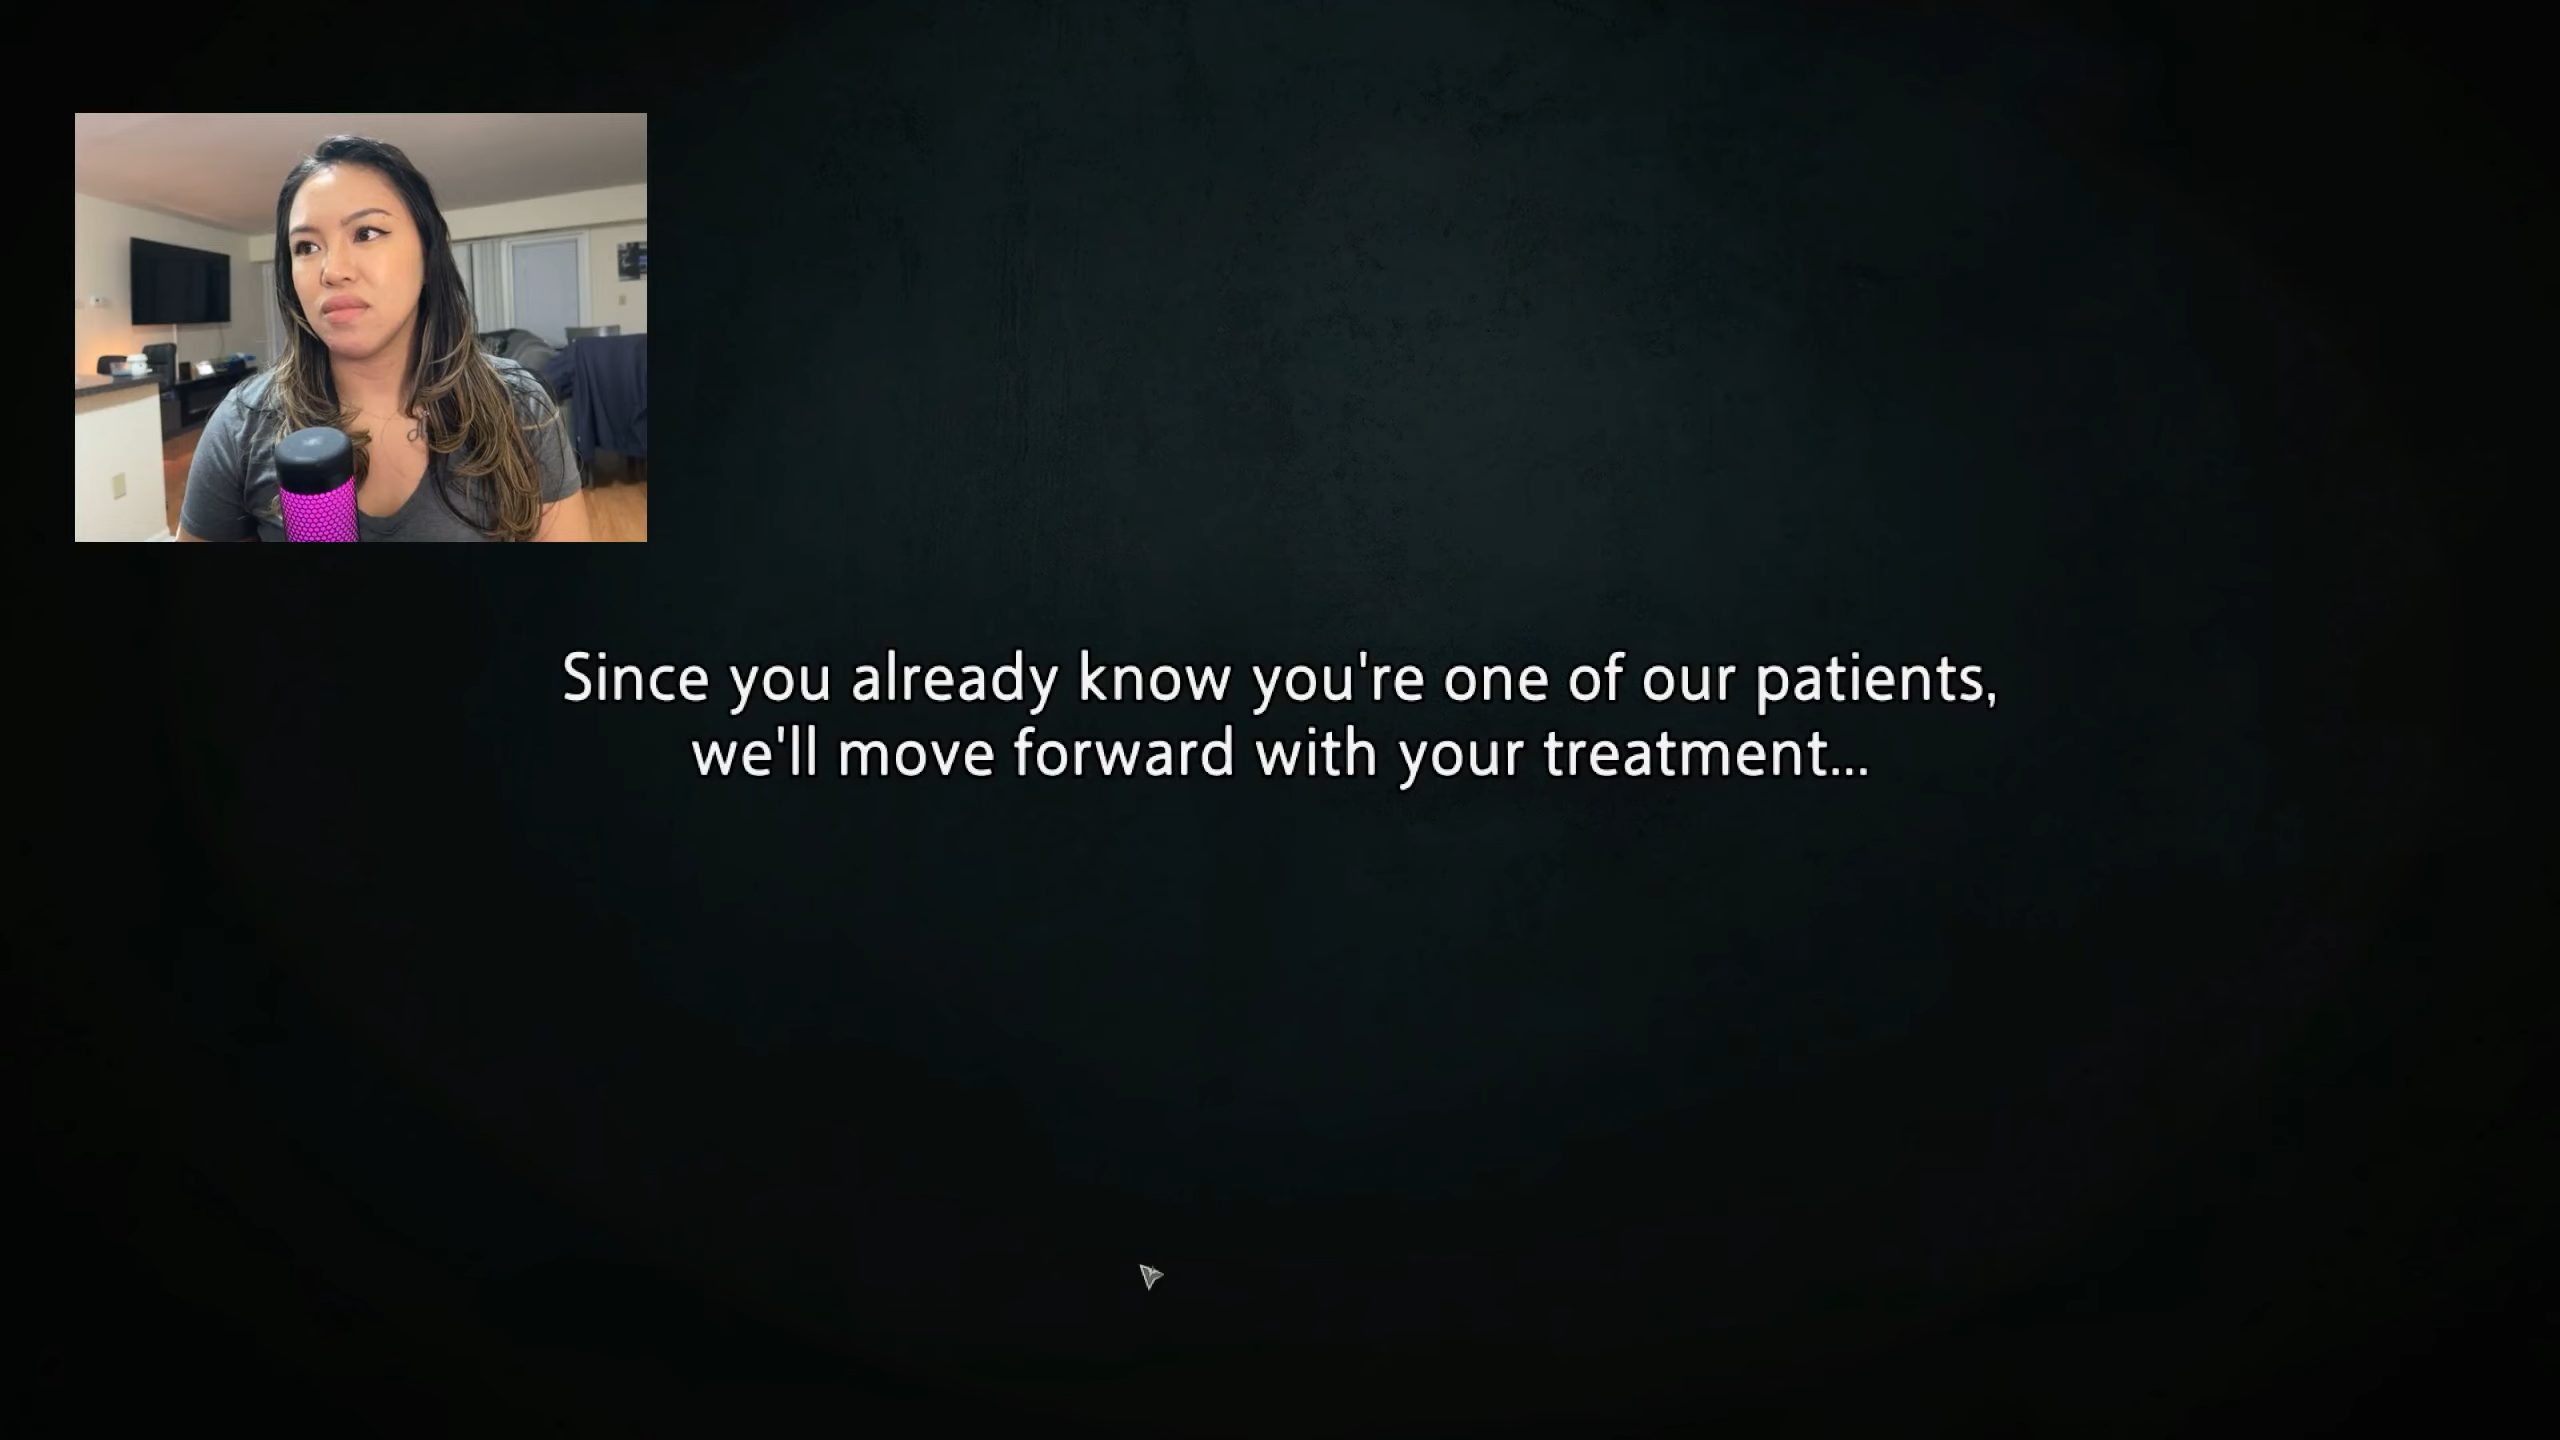 Since you already know you're one of our patients,
we'll move forward with your treatment...